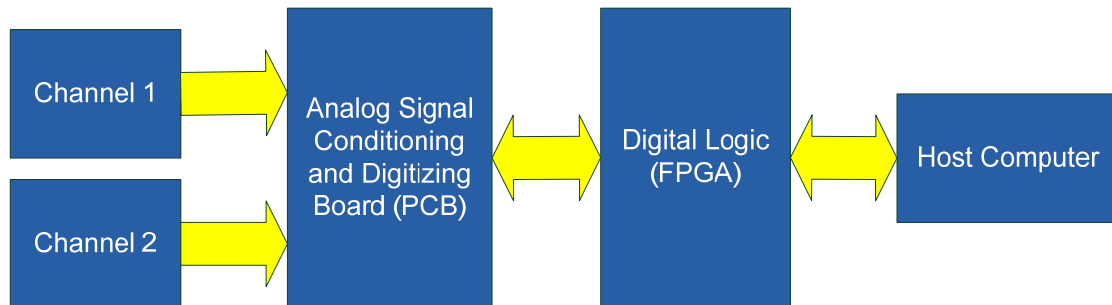 Channel 1
Channel 2
Analog Signal
Conditioning
and Digitizing
Board (PCB)
Digital Logic
(FPGA)
Host Computer